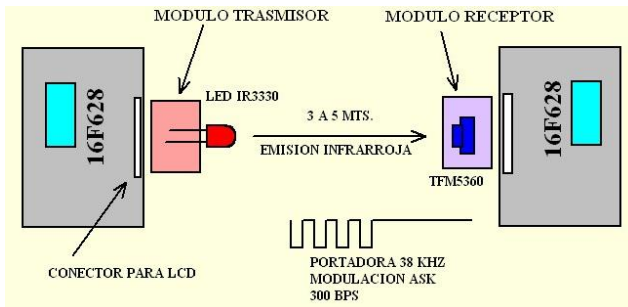 MODULO TRASMISOR
MODULO RECEPTOR
16F628
LED IR3330
3 A 5 MTS.
EMISION INFRARROJA
TFM5360
16F628
CONECTOR PARA LCD
PORTADORA 38 KHZ
MODULACION ASK
300 BPS